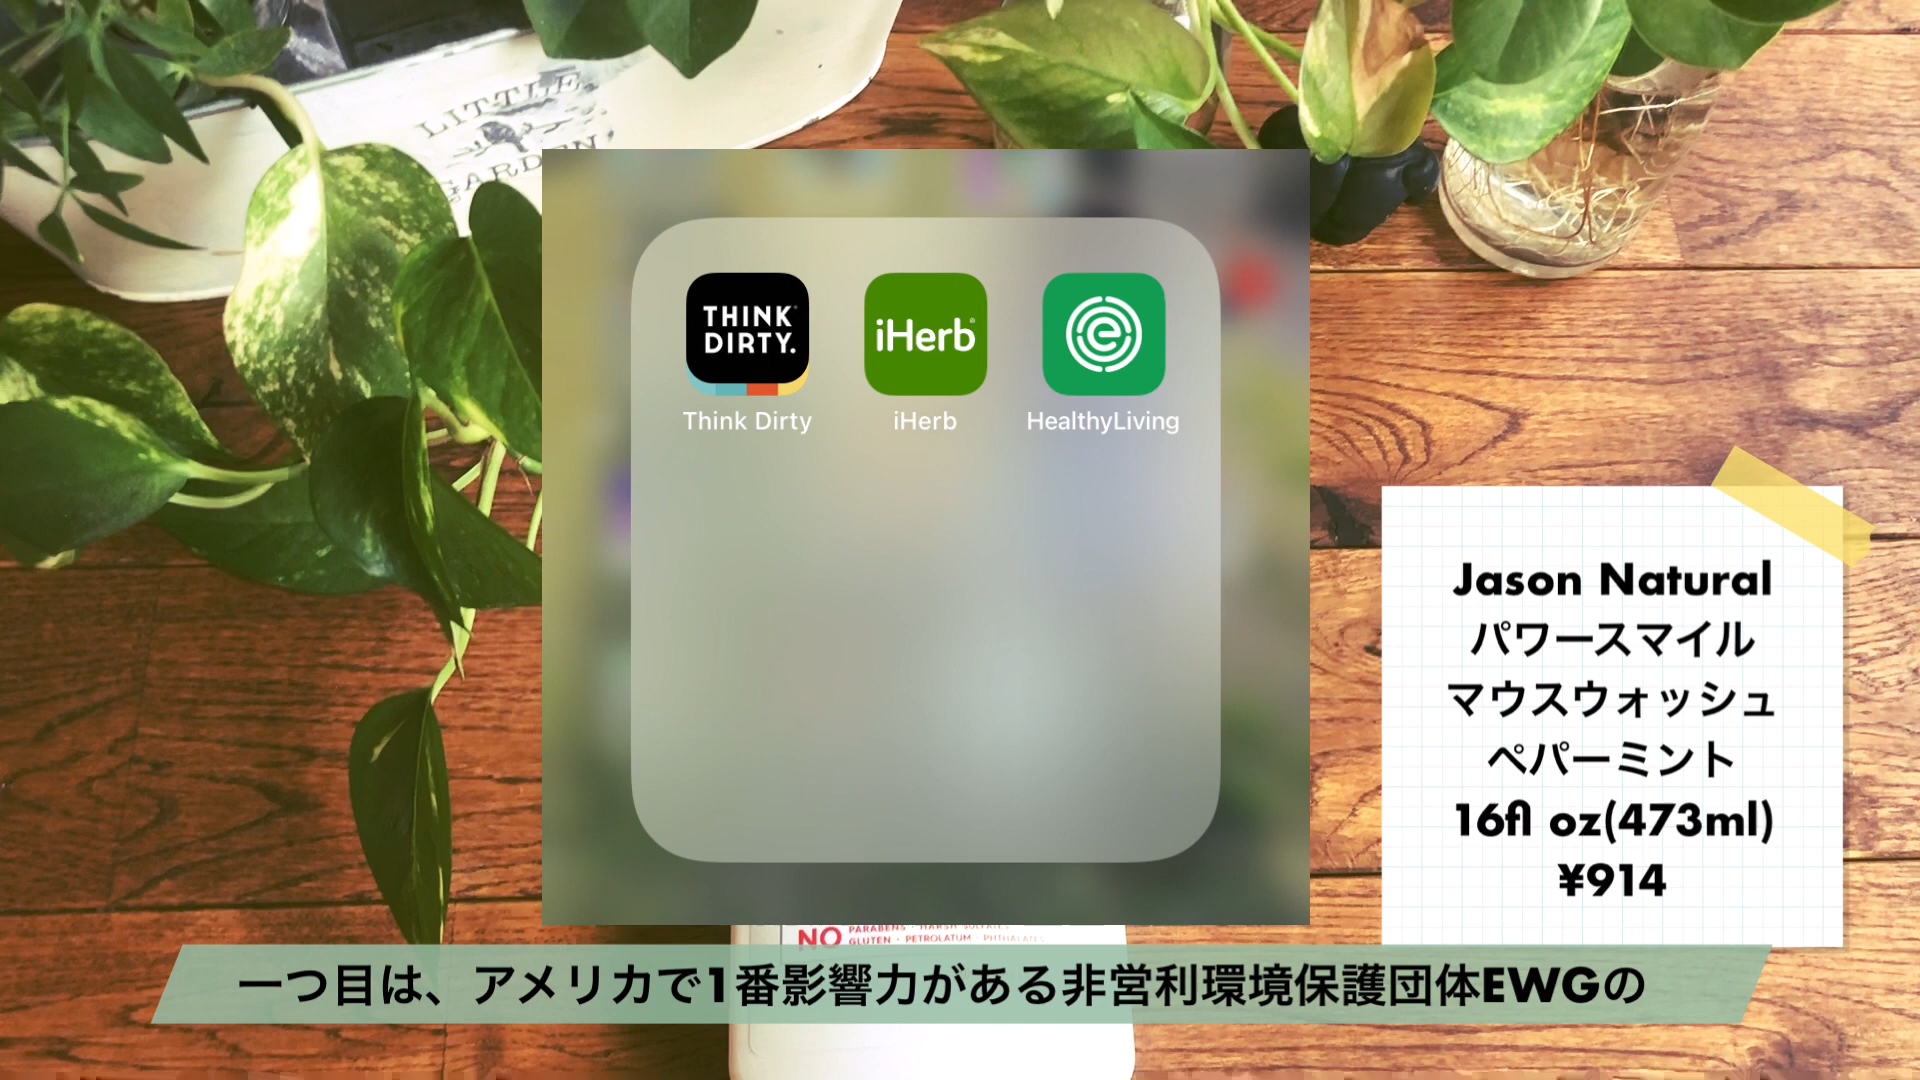 LITTLE
GARDEN
THINK
DIRTY.
iHerb
Think Dirty
iHerb
HealthyLiving
Jason Natural
パワースマイル
マウスウォッシュ
ペパーミント
16fl oz(473ml)
¥914
NO PARABENS · HARSH SULFATES
GLUTEN · PETROLATUM · PHTHALATES
一つ目は、アメリカで1番影響力がある非営利環境保護団体EWGの